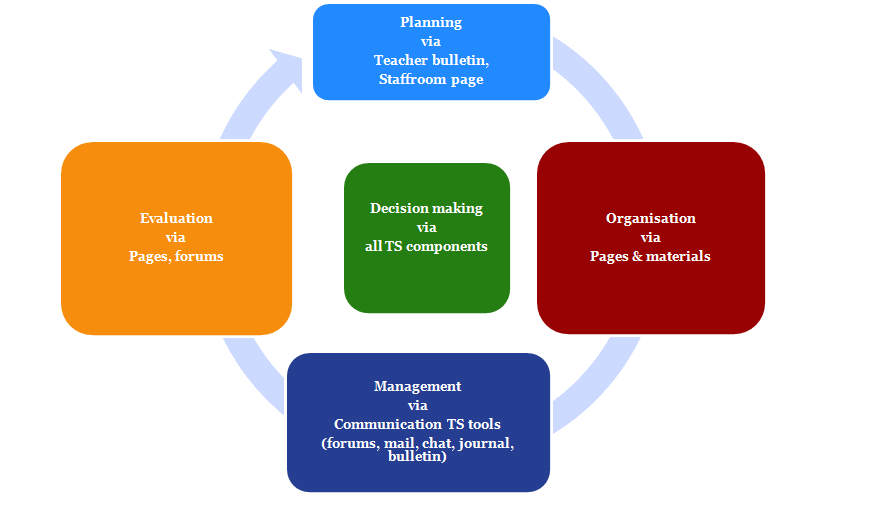 Planning
via
Teacher bulletin,
Staffroom page
Organisation
via
Pages & materials
Management
via
Communication TS tools
(forums, mail, chat, journal,
bulletin)
Evaluation
via
Pages, forums
Decision making
via
all TS components